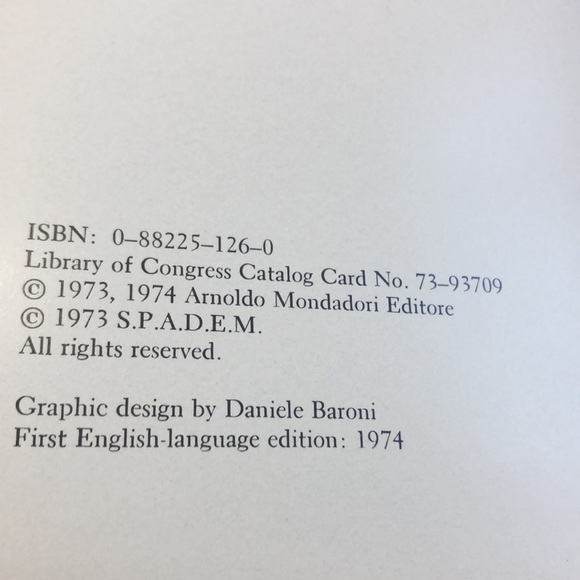 ISBN: 0–88225–126–0
Library of Congress Catalog Card No. 73–93709
© 1973, 1974 Arnoldo Mondadori Editore
© 1973 S.P.A.D.E.M.
All rights reserved.
Graphic design by Daniele Baroni
First English-language edition: 1974